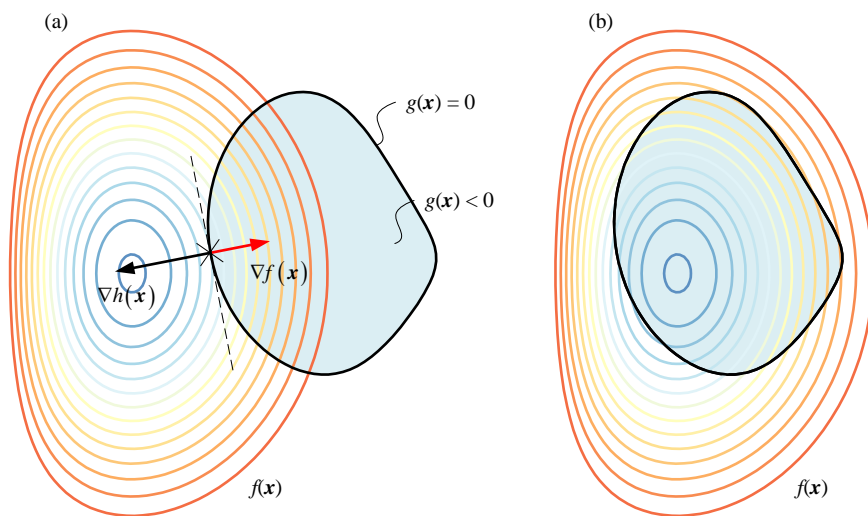 (a)
(b)
g(x) = 0
g(x) < 0
∇f(x)
∇h(x)
f(x)
f(x)